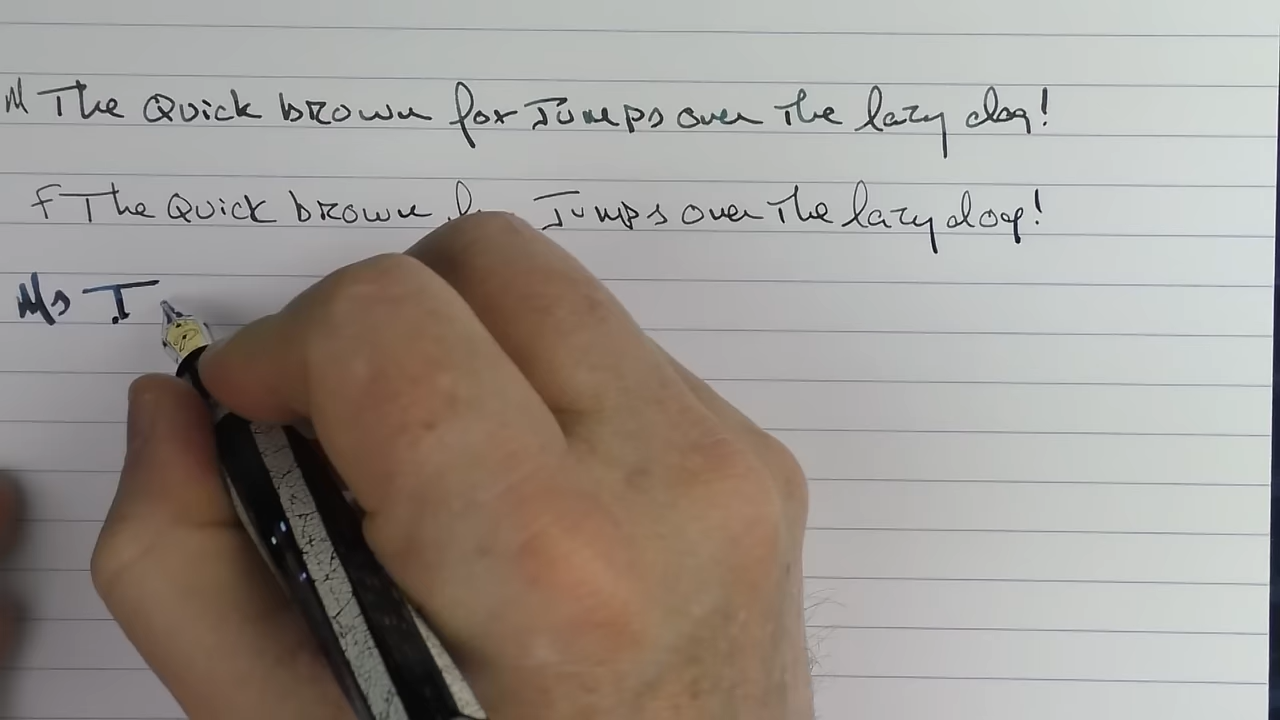 M The Quick brown fox Jumps over The lazy dog!
F The Quick brown Jumps over The lazy dog!
Ms T